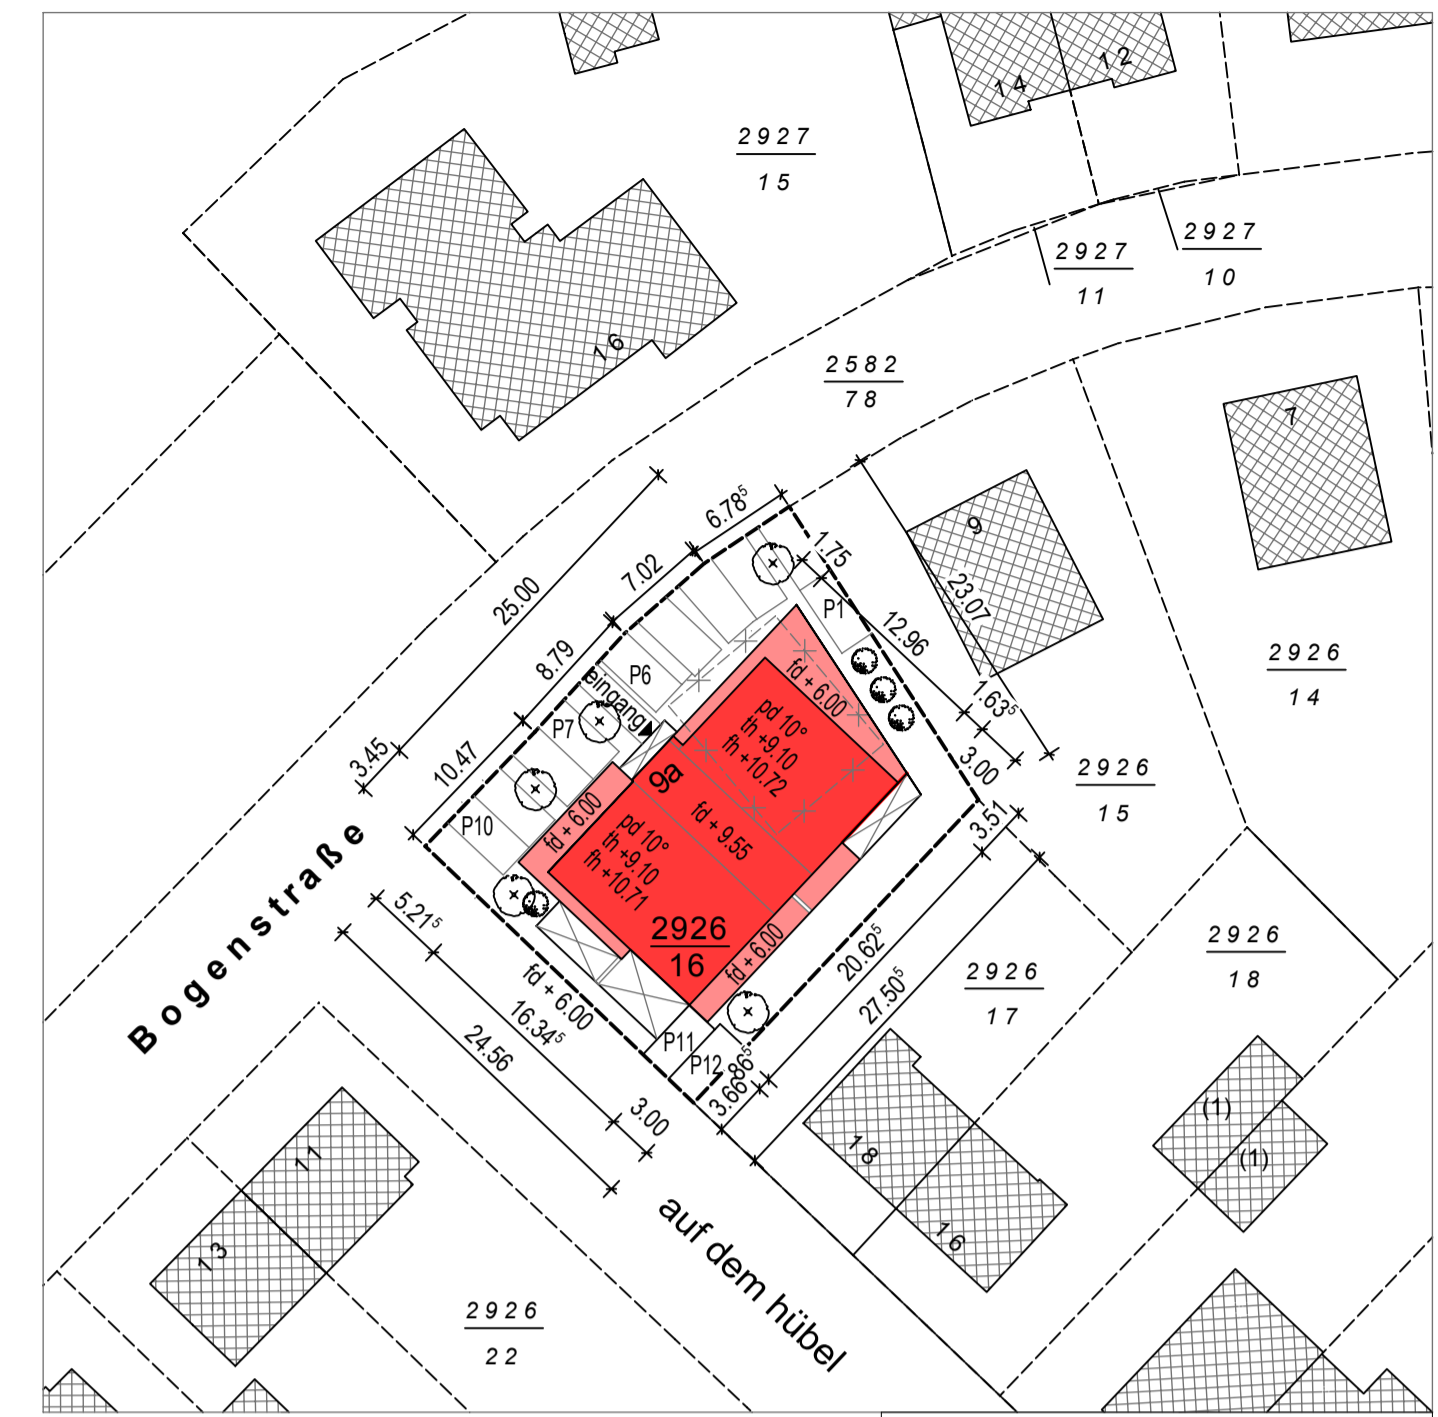 14
12
2927
15
2927
10
2927
11
16
2582
78
7
9
6.78⁵
1.75
7.02
25.00
P1
23.07
12.96
8.79
P6
eingang
fd + 6.00
2926
14
1.63⁵
3.00
P7
pd 10°
th +9.10
fh +10.72
3.45
10.47
9a
2926
15
fd + 6.00
fd + 9.55
P10
3.51
pd 10°
th +9.10
fh +10.71
Bogenstraße
5.21⁵
2926
16
fd + 6.00
20.62⁵
2926
18
27.50⁵
2926
17
fd + 6.00
16.34⁵
24.56
P11
P12
86⁵
3.66
3.00
(1)
(1)
11
18
13
16
auf dem hübel
2926
22